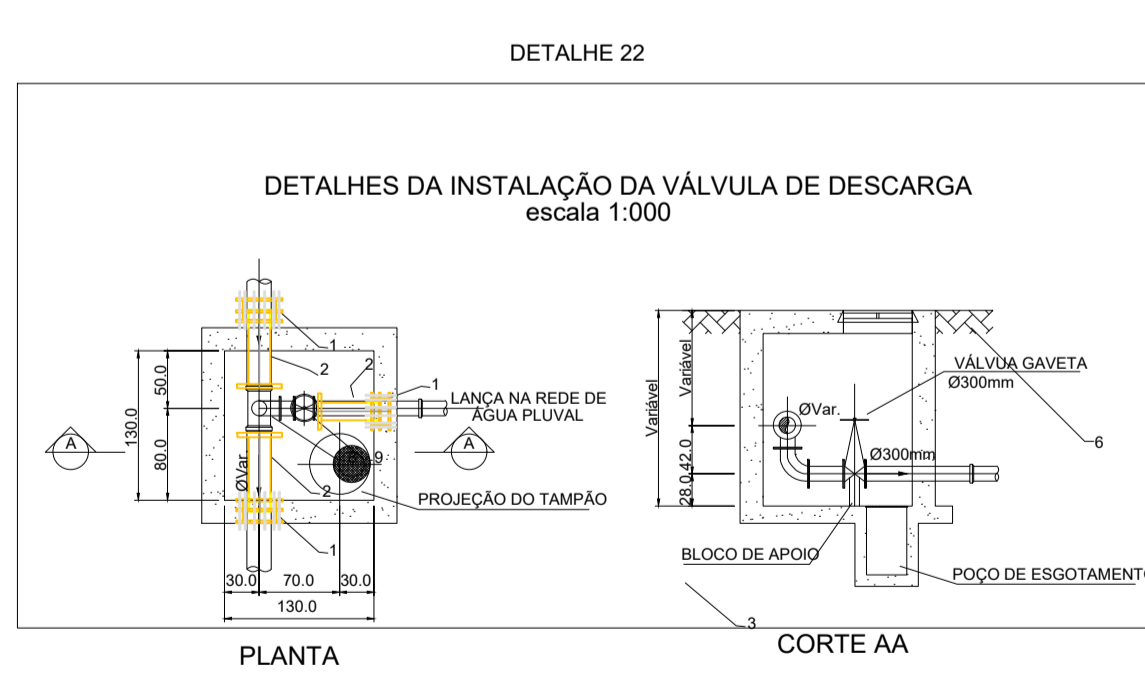 DETALHE 22
DETALHES DA INSTALAÇÃO DA VÁLVULA DE DESCARGA
escala 1:000
1
2
2
1
LANÇA NA REDE DE
ÁGUA PLUVAL
50.0
130.0
80.0
A
A
ØVar.
9
2
PROJEÇÃO DO TAMPÃO
1
30.0
70.0
30.0
130.0
PLANTA
Variável
Variável
VÁLVUA GAVETA
Ø300mm
ØVar.
6
42.0
Ø300mm
28.0
BLOCO DE APOIO
POÇO DE ESGOTAMENTO
3
CORTE AA